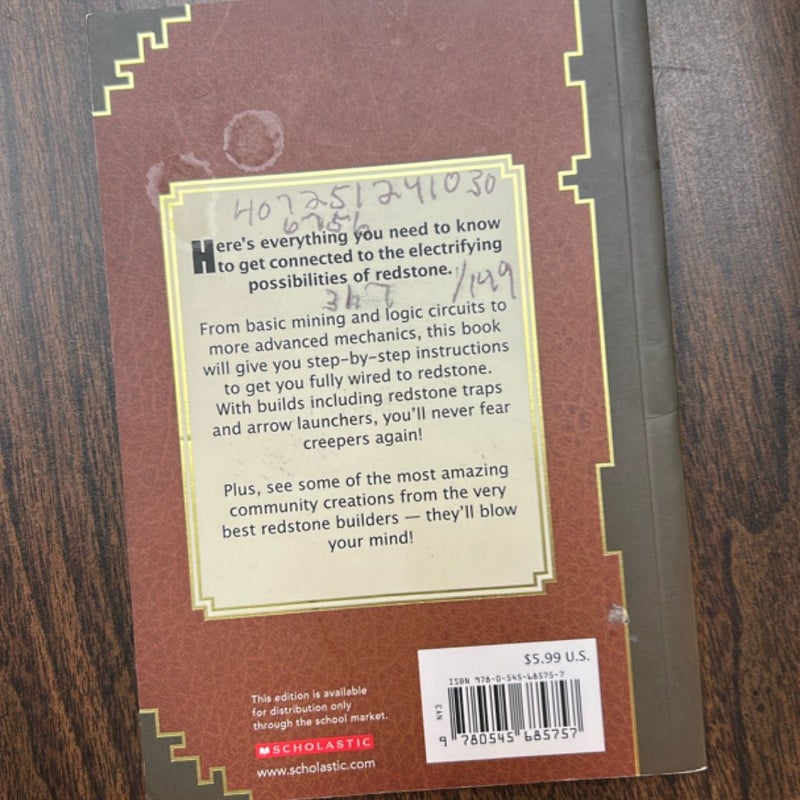 407251241030
6756
Here's everything you need to know
to get connected to the electrifying
possibilities of redstone.
From basic mining and logic circuits to
more advanced mechanics, this book
will give you step-by-step instructions
to get you fully wired to redstone.
With builds including redstone traps
and arrow launchers, you'll never fear
creepers again!
Plus, see some of the most amazing
community creations from the very
best redstone builders — they'll blow
your mind!
$5.99 U.S.
ISBN 978-0-545-68575-7
NA3
9 780545 685757
This edition is available
for distribution only
through the school market.
SCHOLASTIC
www.scholastic.com